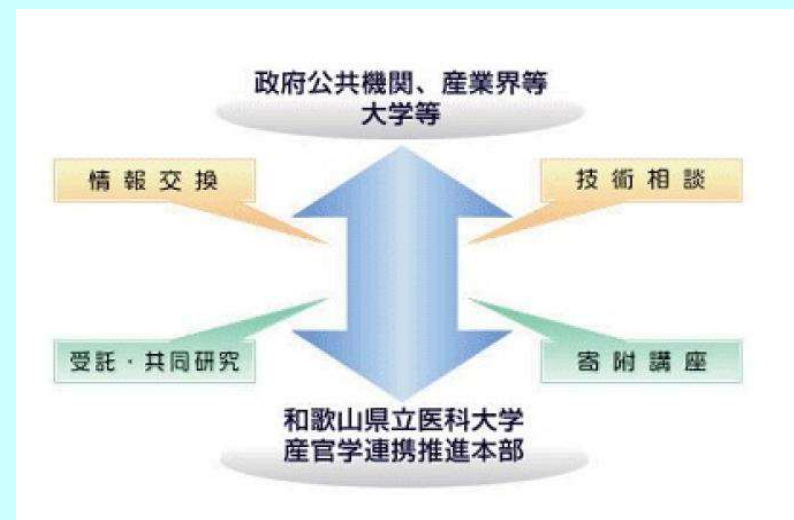 政府公共機関、産業界等
大学等
情報交換
技術相談
受託・共同研究
寄附講座
和歌山県立医科大学
産官学連携推進本部